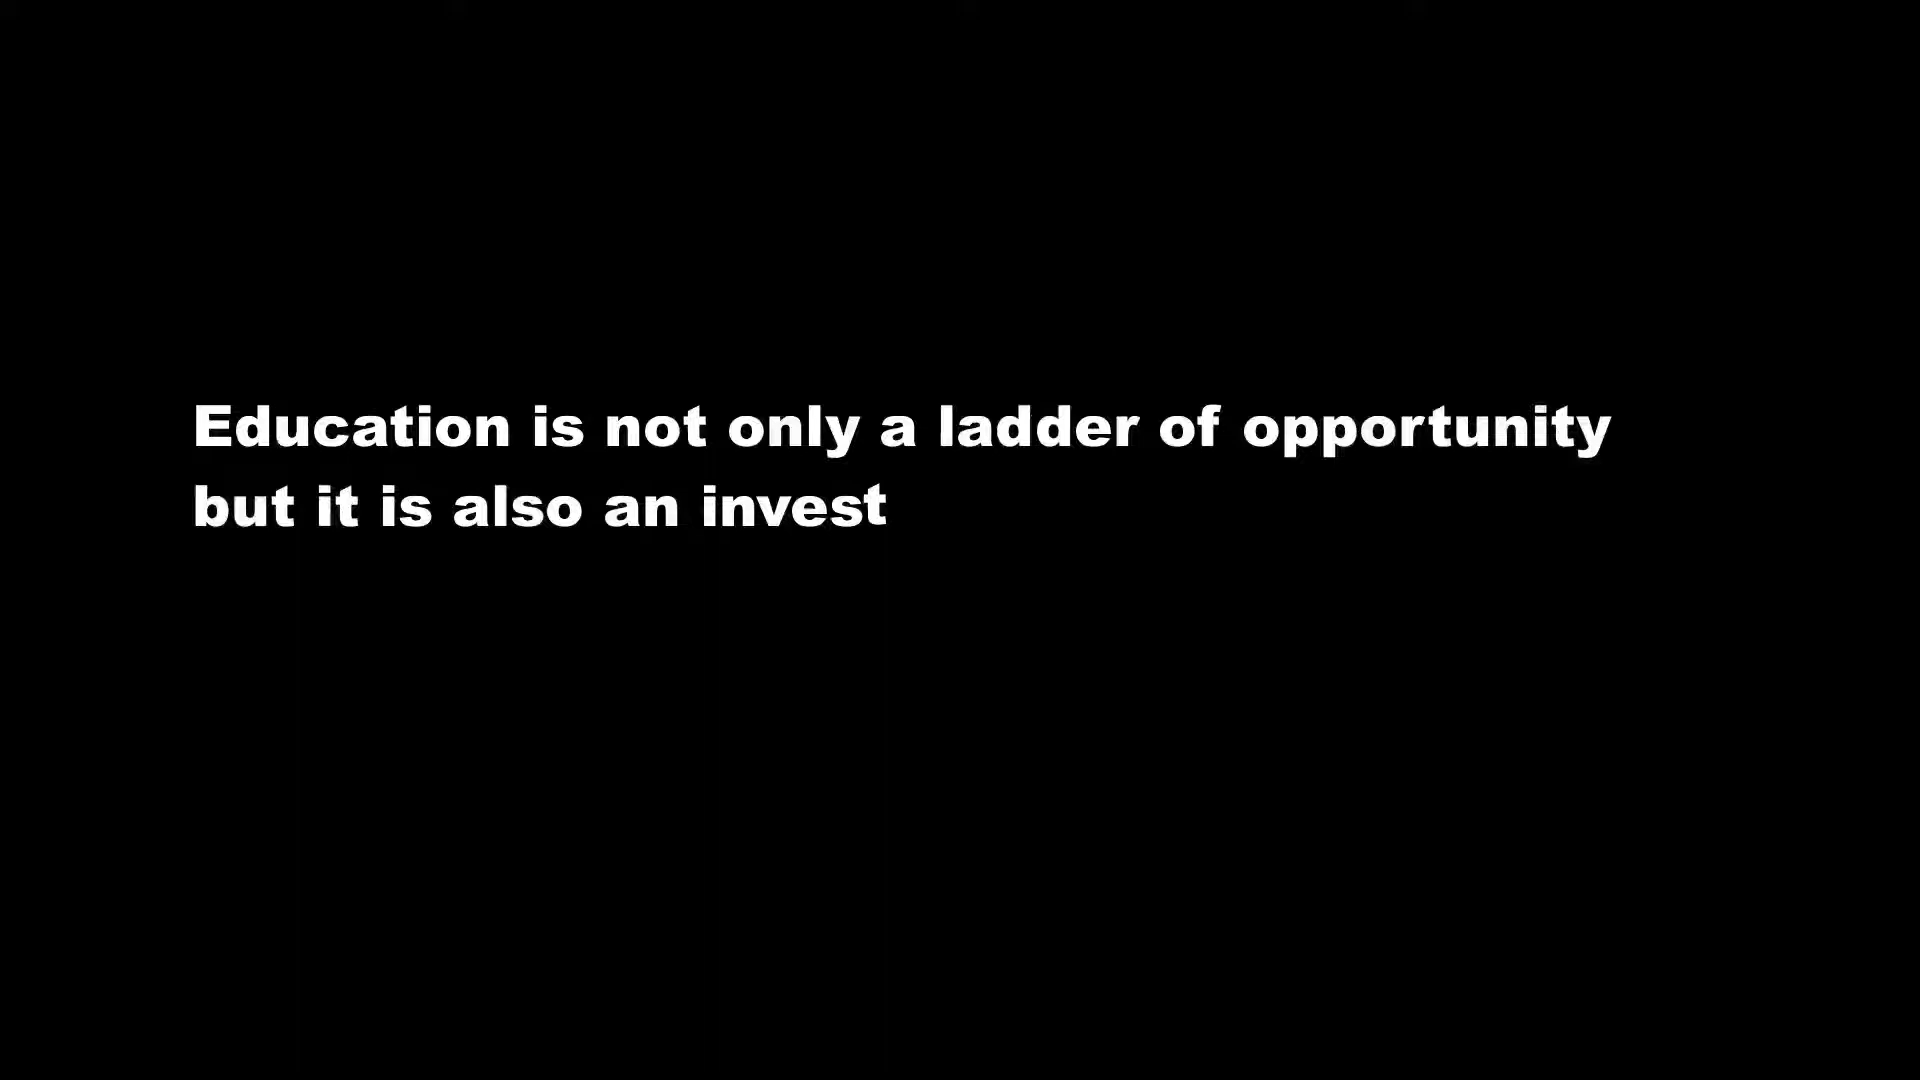 Education is not only a ladder of opportunity
but it is also an invest